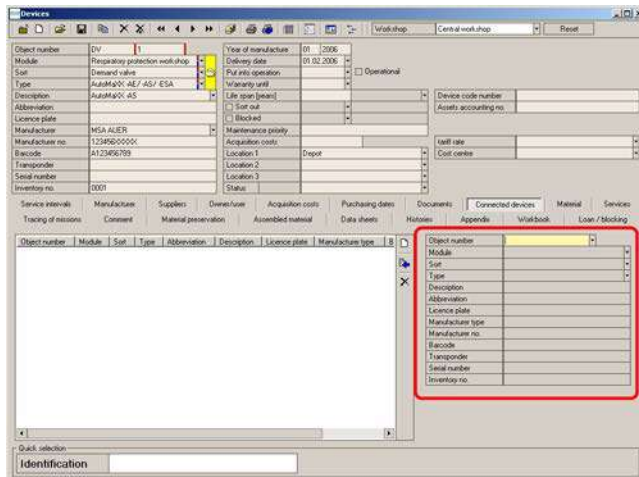 Devices
Workshop Central workshop Reset
Object number DV 1
Module Respiratory protection workshop
Sort Demand valve
Type AutoMaXX-AE/-AS/-ESA
Description AutoMaXX-AS
Abbreviation
Licence plate
Manufacturer MSA AUER
Manufacturer no. 123456XXXXX
Barcode A123456789
Transponder
Serial number
Inventory no. 0001
Year of manufacture 01 2006
Delivery date 01.02.2006
Put into operation Operational
Warranty until
Life span [years]
Sort out
Blocked
Maintenance priority
Acquisition costs
Location 1 Depot
Location 2
Location 3
Status
Device code number
Assets accounting no.
tariff rate
Cost centre
Service intervals Manufacturer Suppliers Owner/user Acquisition costs Purchasing dates Documents Connected devices Material Services
Tracing of missions Comment Material preservation Assembled material Data sheets Histories Appendix Workbook Loan / blocking
Object number Module Sort Type Abbreviation Description Licence plate Manufacture type B
Object number
Module
Sort
Type
Description
Abbreviation
Licence plate
Manufacturer type
Manufacturer no.
Barcode
Transponder
Serial number
Inventory no.
Quick selection
Identification